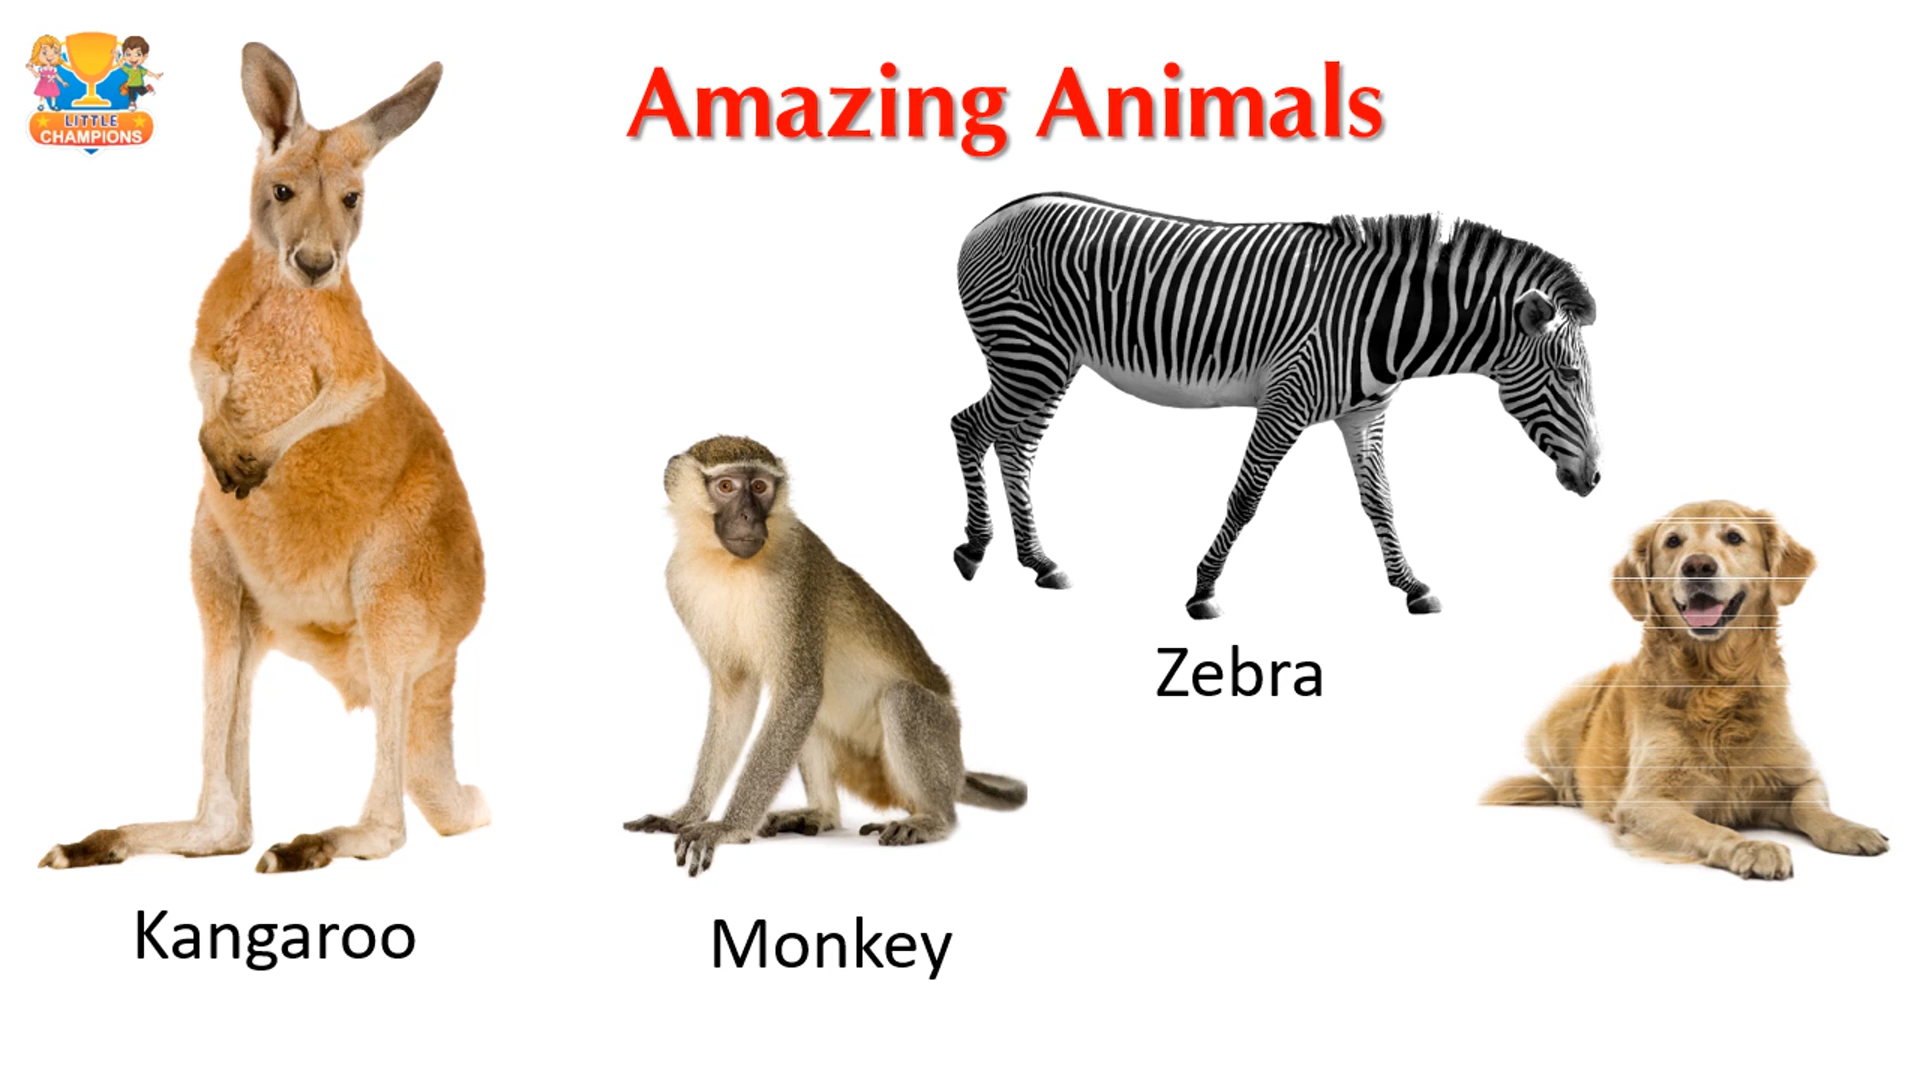 LITTLE
CHAMPIONS
Amazing Animals
Zebra
Kangaroo
Monkey